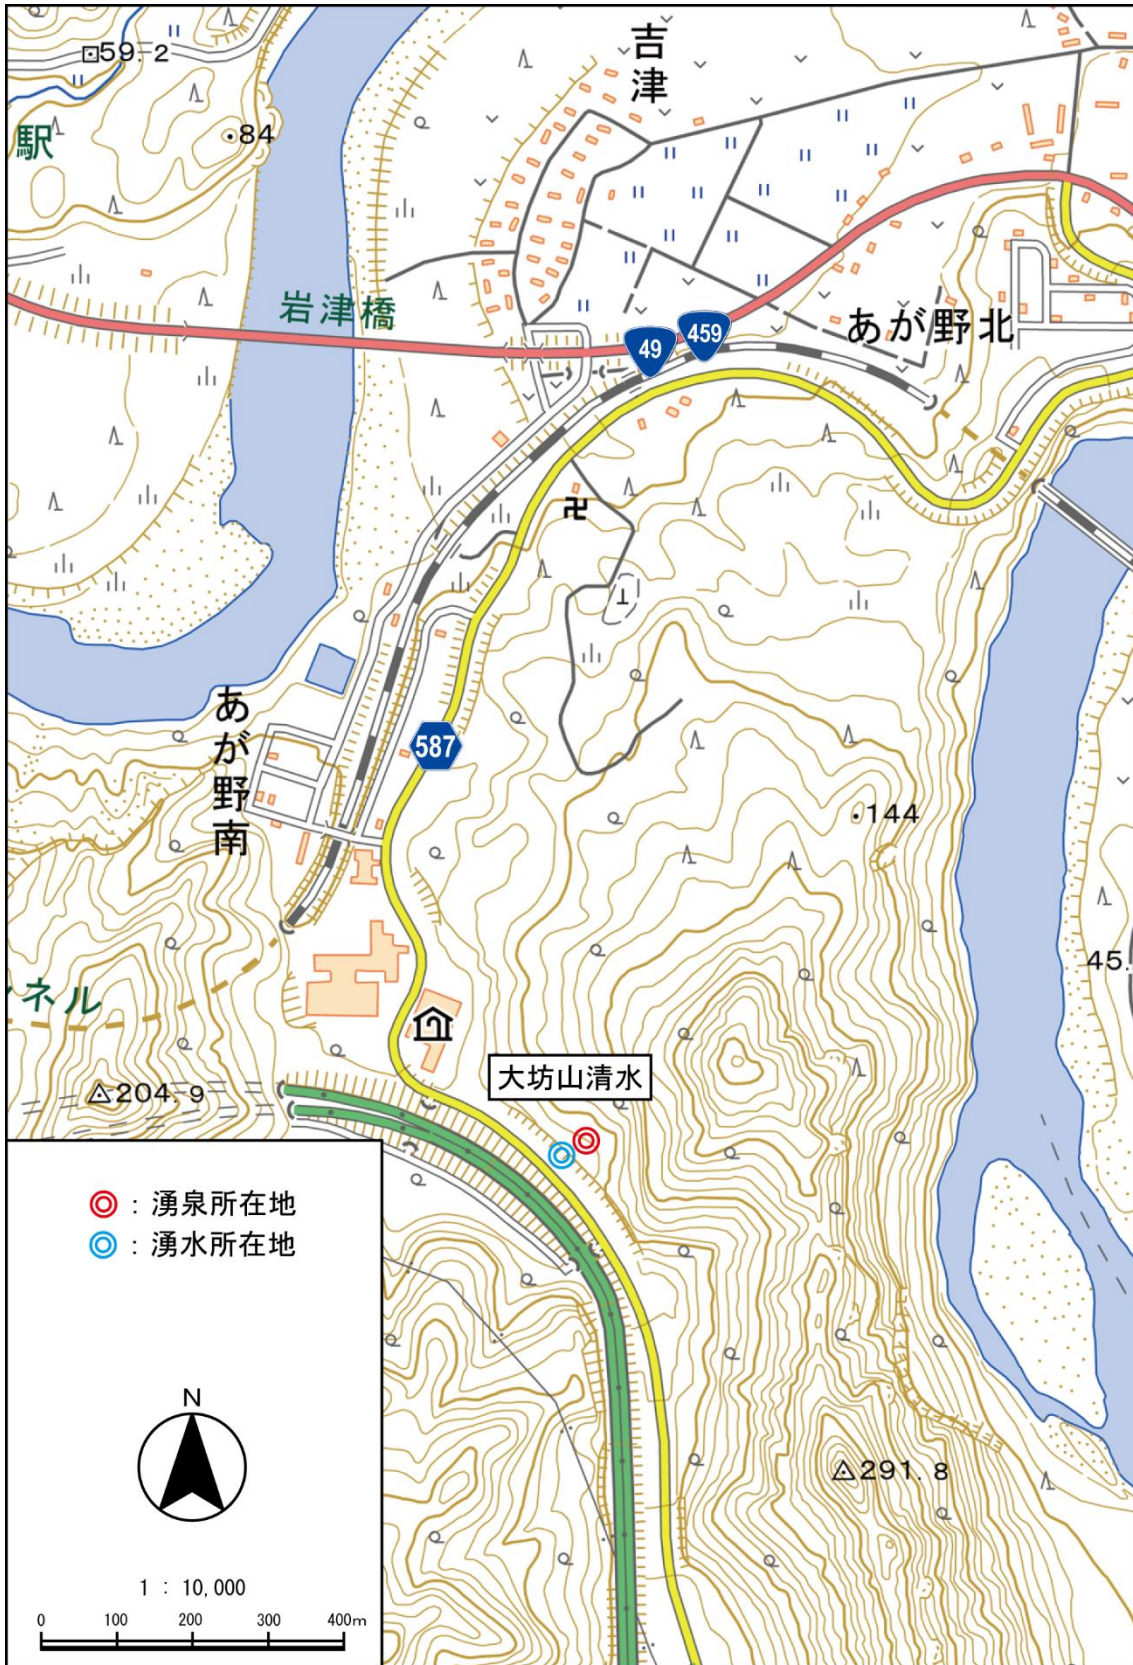 59.2
吉津
駅
84
岩津橋
49
459
あが野北
あが野南
587
144
45.
ネル
204.9
大坊山清水
：湧泉所在地
：湧水所在地
291.8
N
1 : 10,000
0 100 200 300 400m